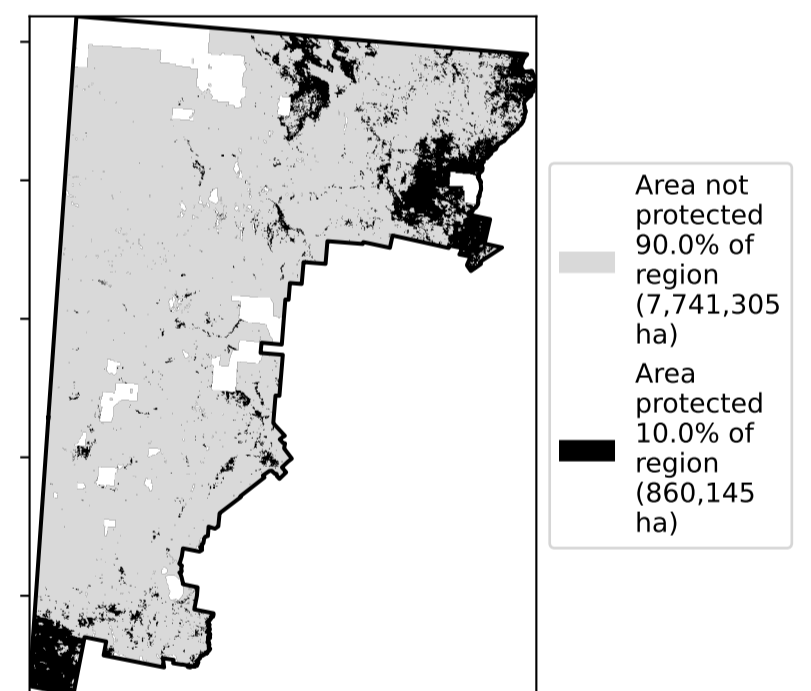 Area not
protected
90.0% of
region
(7,741,305
ha)
Area
protected
10.0% of
region
(860,145
ha)